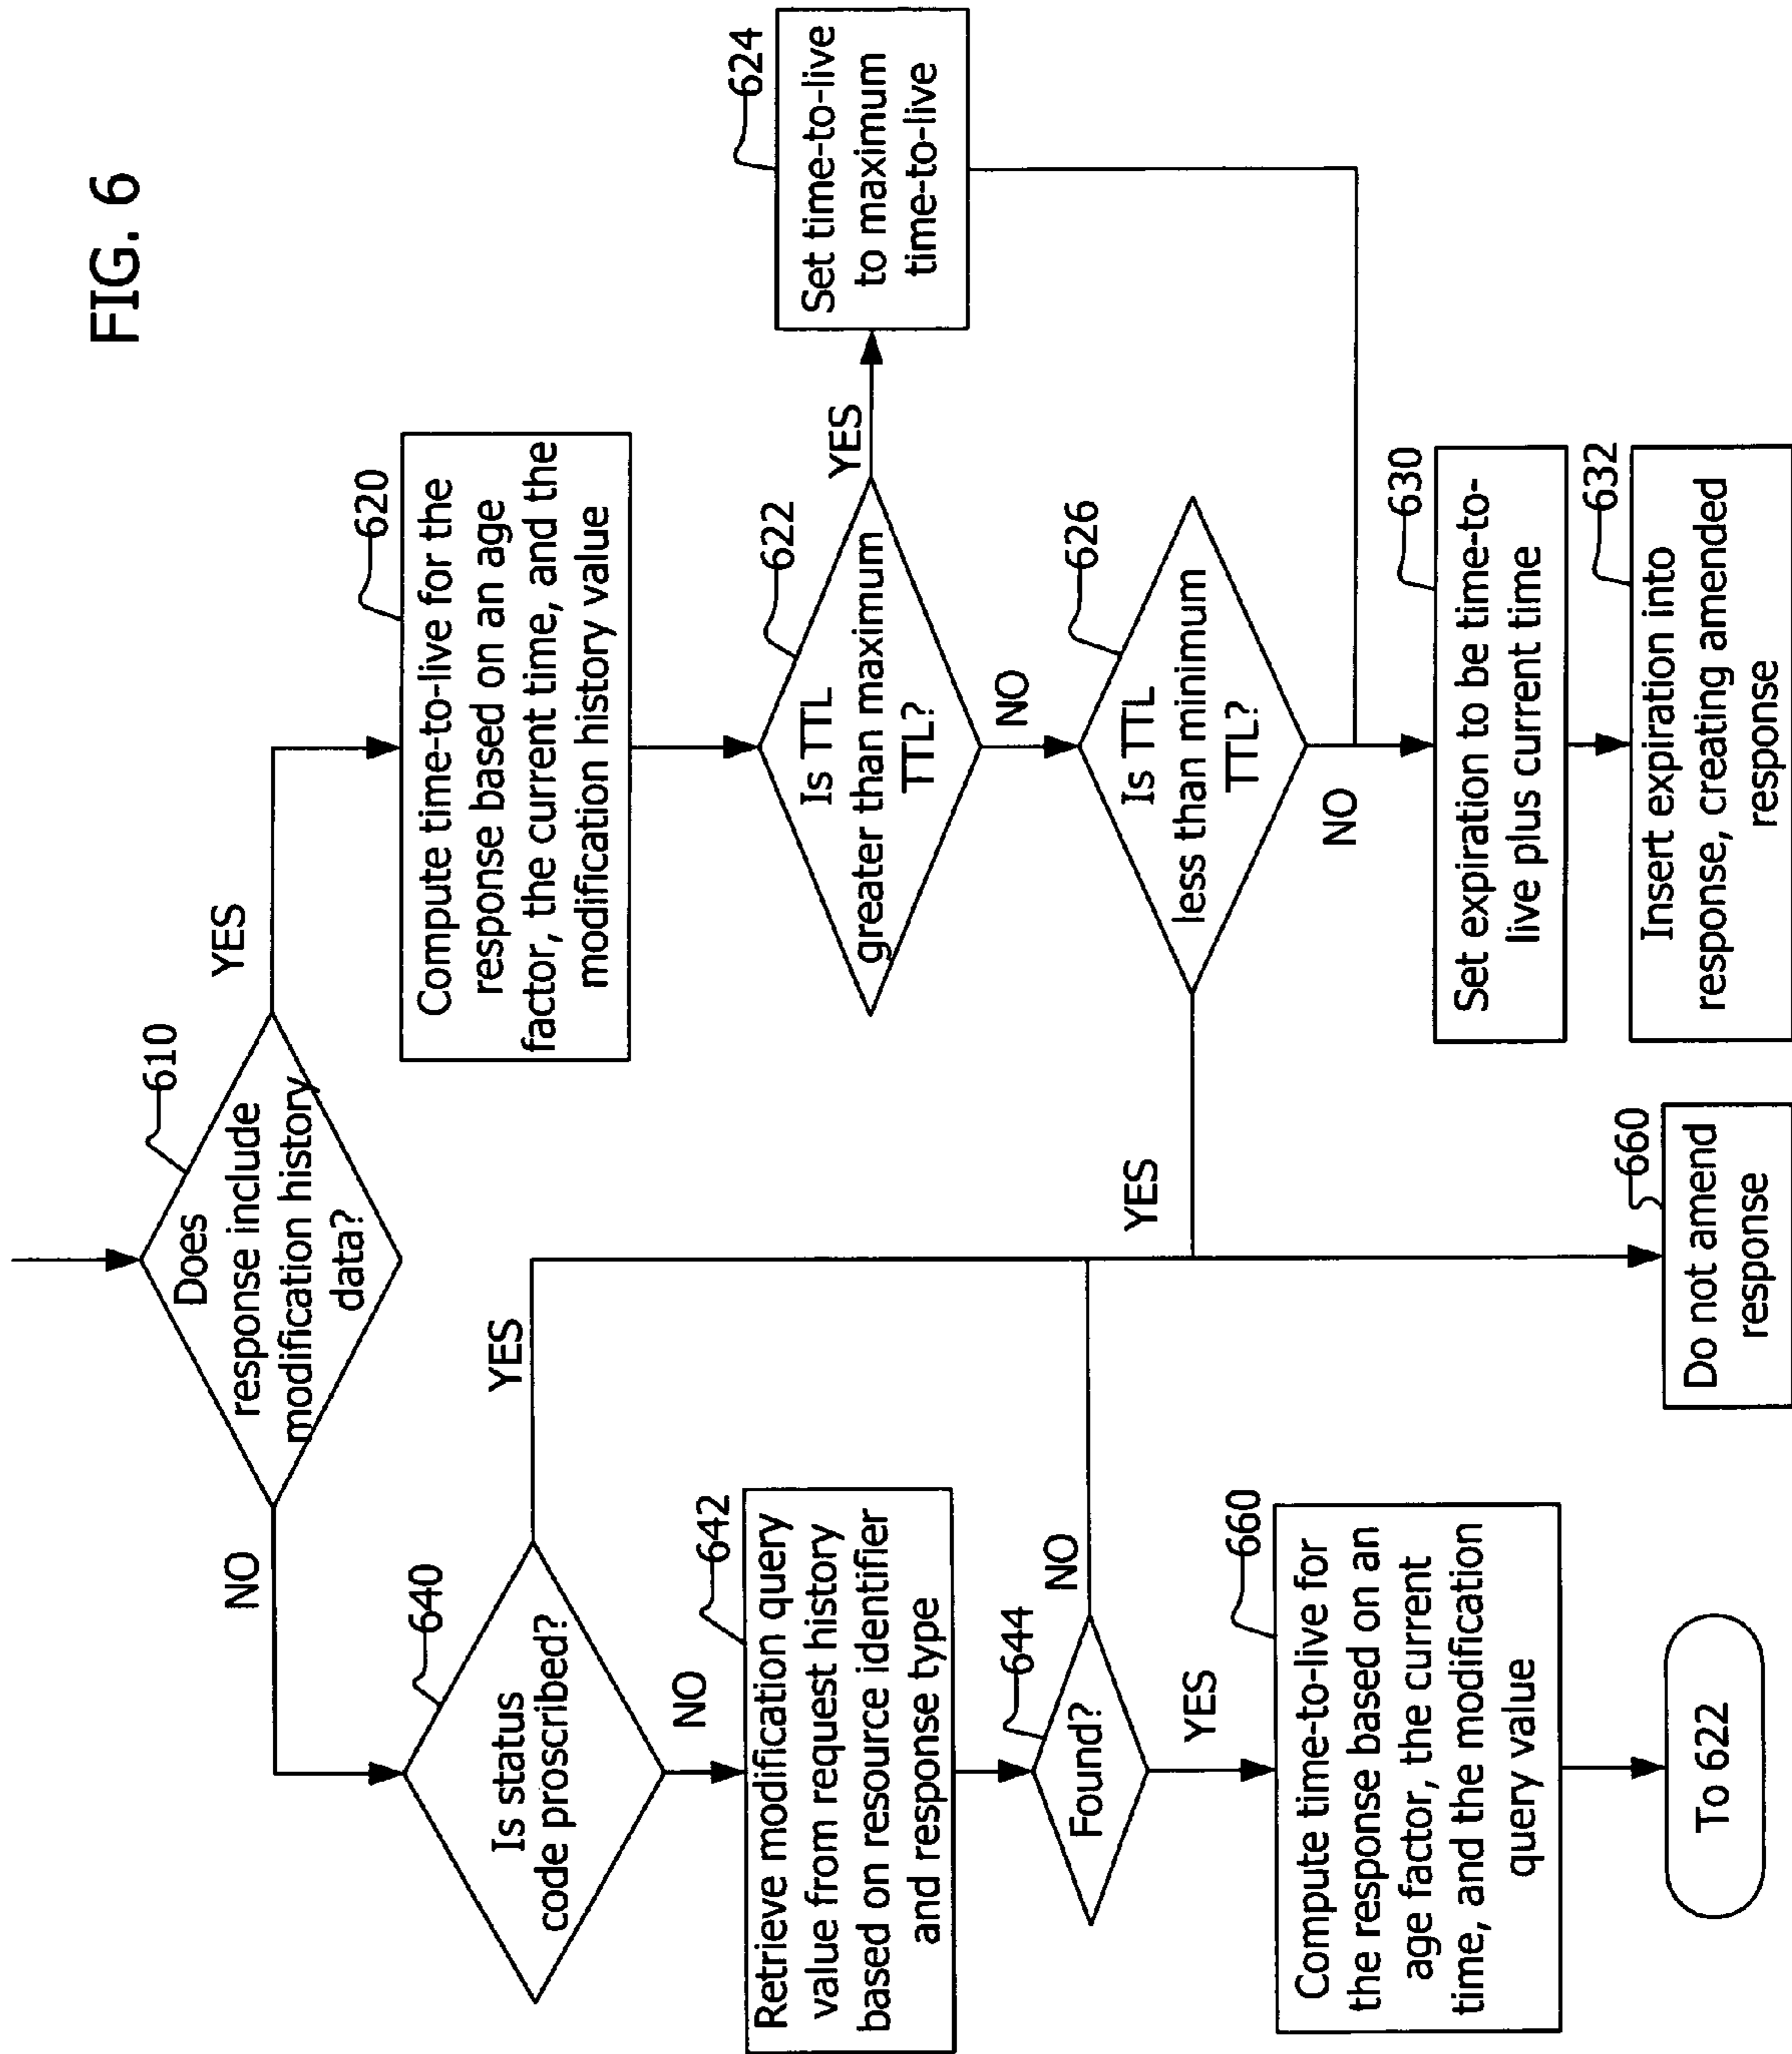 FIG. 6
610
Does
response include
modification history
data?
YES
NO
620
Compute time-to-live for the
response based on an age
factor, the current time, and the
modification history value
622
Is TTL
greater than maximum
TTL?
YES
NO
624
Set time-to-live
to maximum
time-to-live
626
Is TTL
less than minimum
TTL?
YES
NO
630
Set expiration to be time-to-
live plus current time
632
Insert expiration into
response, creating amended
response
640
Is status
code proscribed?
YES
NO
642
Retrieve modification query
value from request history
based on resource identifier
and response type
644
Found?
NO
YES
660
Compute time-to-live for
the response based on an
age factor, the current
time, and the modification
query value
To 622
660
Do not amend
response